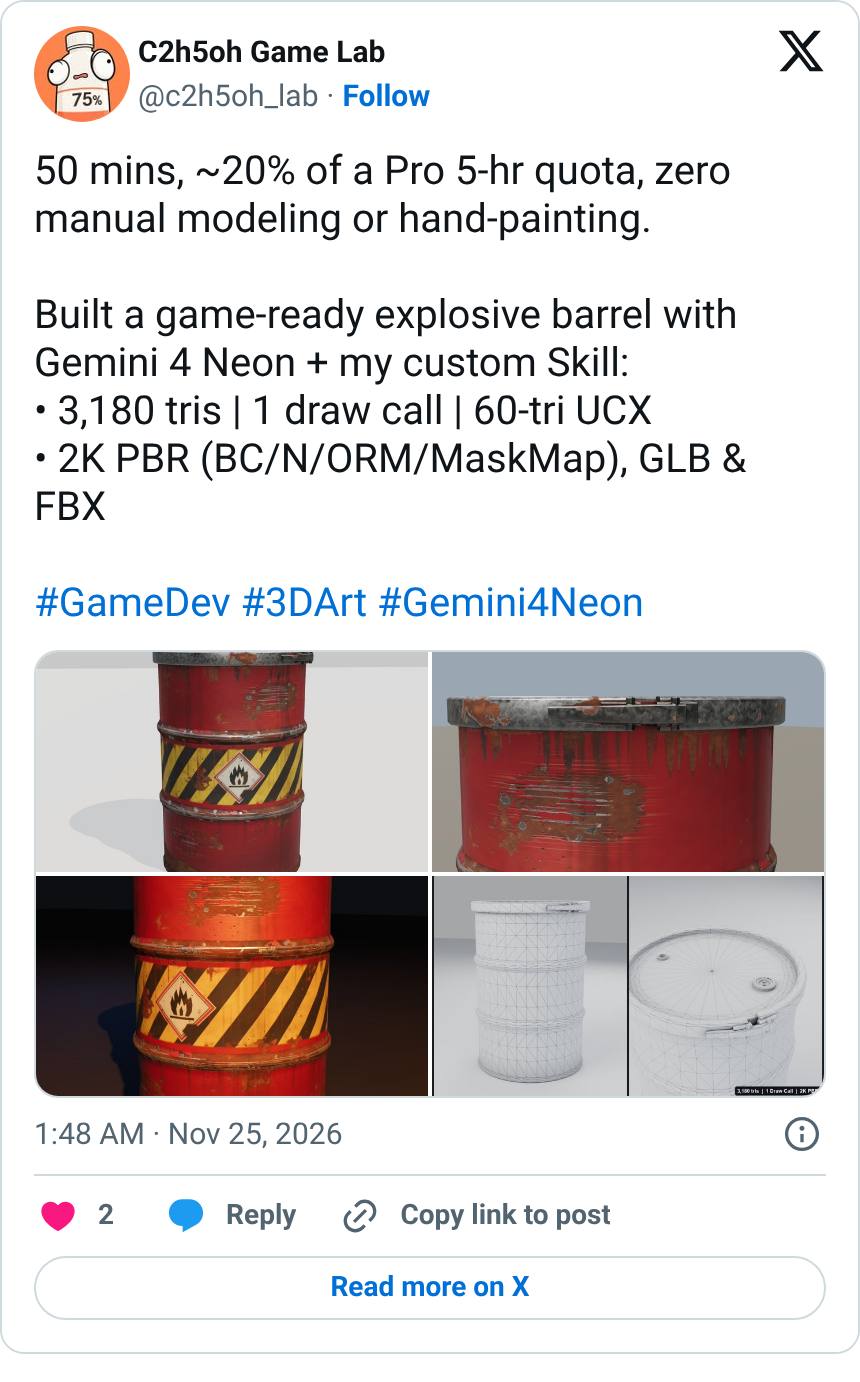 C2h5oh Game Lab
@c2h5oh_lab · Follow
75%
50 mins, ~20% of a Pro 5-hr quota, zero
manual modeling or hand-painting.
Built a game-ready explosive barrel with
Gemini 4 Neon + my custom Skill:
• 3,180 tris | 1 draw call | 60-tri UCX
• 2K PBR (BC/N/ORM/MaskMap), GLB &
FBX
#GameDev #3DArt #Gemini4Neon
3,180 tris | 1 Draw Call | 2K
1:48 AM · Nov 25, 2026
2 Reply Copy link to post
Read more on X